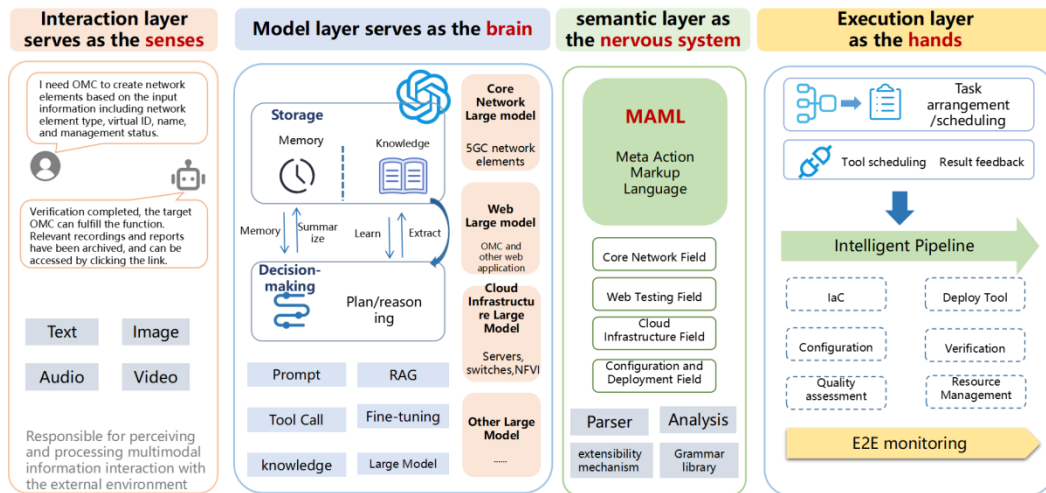 Interaction layer
serves as the senses
I need OMC to create network
elements based on the input
information including network
element type, virtual ID, name,
and management status.
Verification completed, the target
OMC can fulfill the function.
Relevant recordings and reports
have been archived, and can be
accessed by clicking the link.
Text
Image
Audio
Video
Responsible for perceiving
and processing multimodal
information interaction with
the external environment
Model layer serves as the brain
Storage
Memory
Knowledge
Memory
Summar
ize
Learn
Extract
Decision-
making
Plan/reason
ing
Prompt
RAG
Tool Call
Fine-tuning
knowledge
Large Model
Core
Network
Large model
5GC network
elements
Web
Large model
OMC and
other web
application
Cloud
Infrastructu
re Large
Model
Servers,
switches,NFVI
Other Large
Model
......
semantic layer as
the nervous system
MAML
Meta Action
Markup
Language
Core Network Field
Web Testing Field
Cloud
Infrastructure Field
Configuration and
Deployment Field
Parser
Analysis
extensibility
mechanism
Grammar
library
Execution layer
as the hands
Task
arrangement
/scheduling
Tool scheduling
Result feedback
Intelligent Pipeline
IaC
Deploy Tool
Configuration
Verification
Quality
assessment
Resource
Management
E2E monitoring